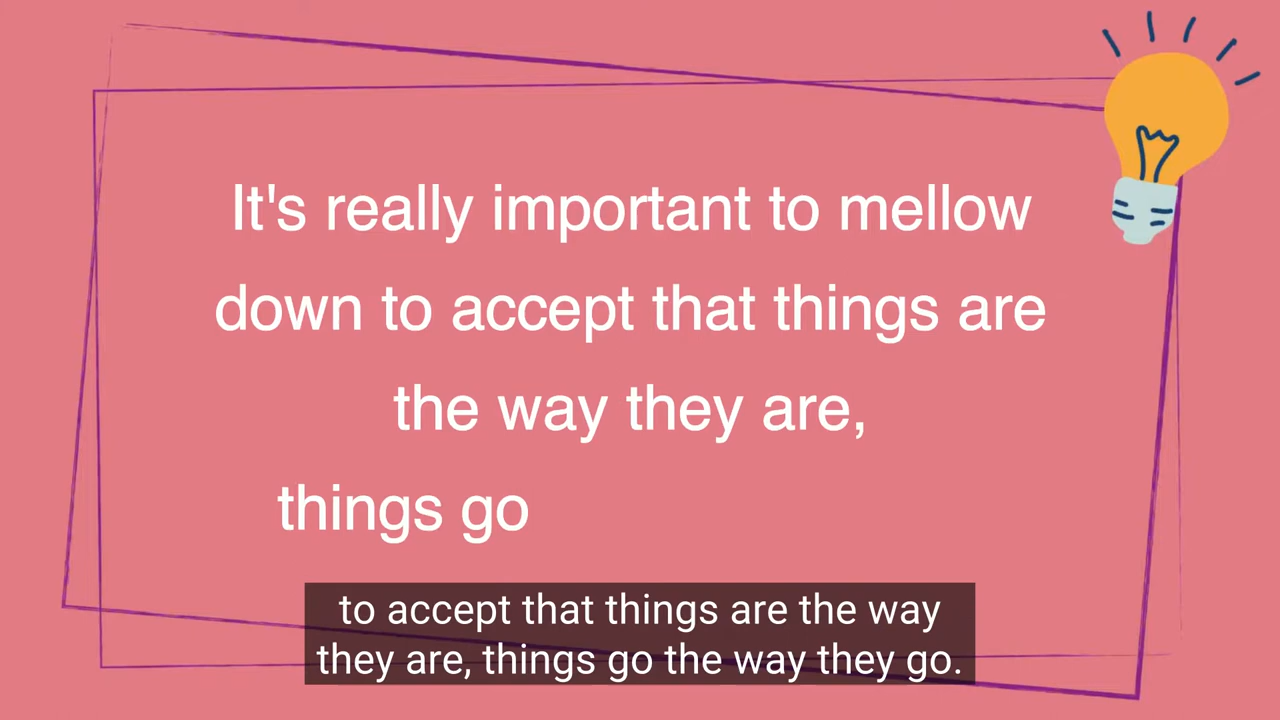 It's really important to mellow
down to accept that things are
the way they are,
things go
to accept that things are the way
they are, things go the way they go.